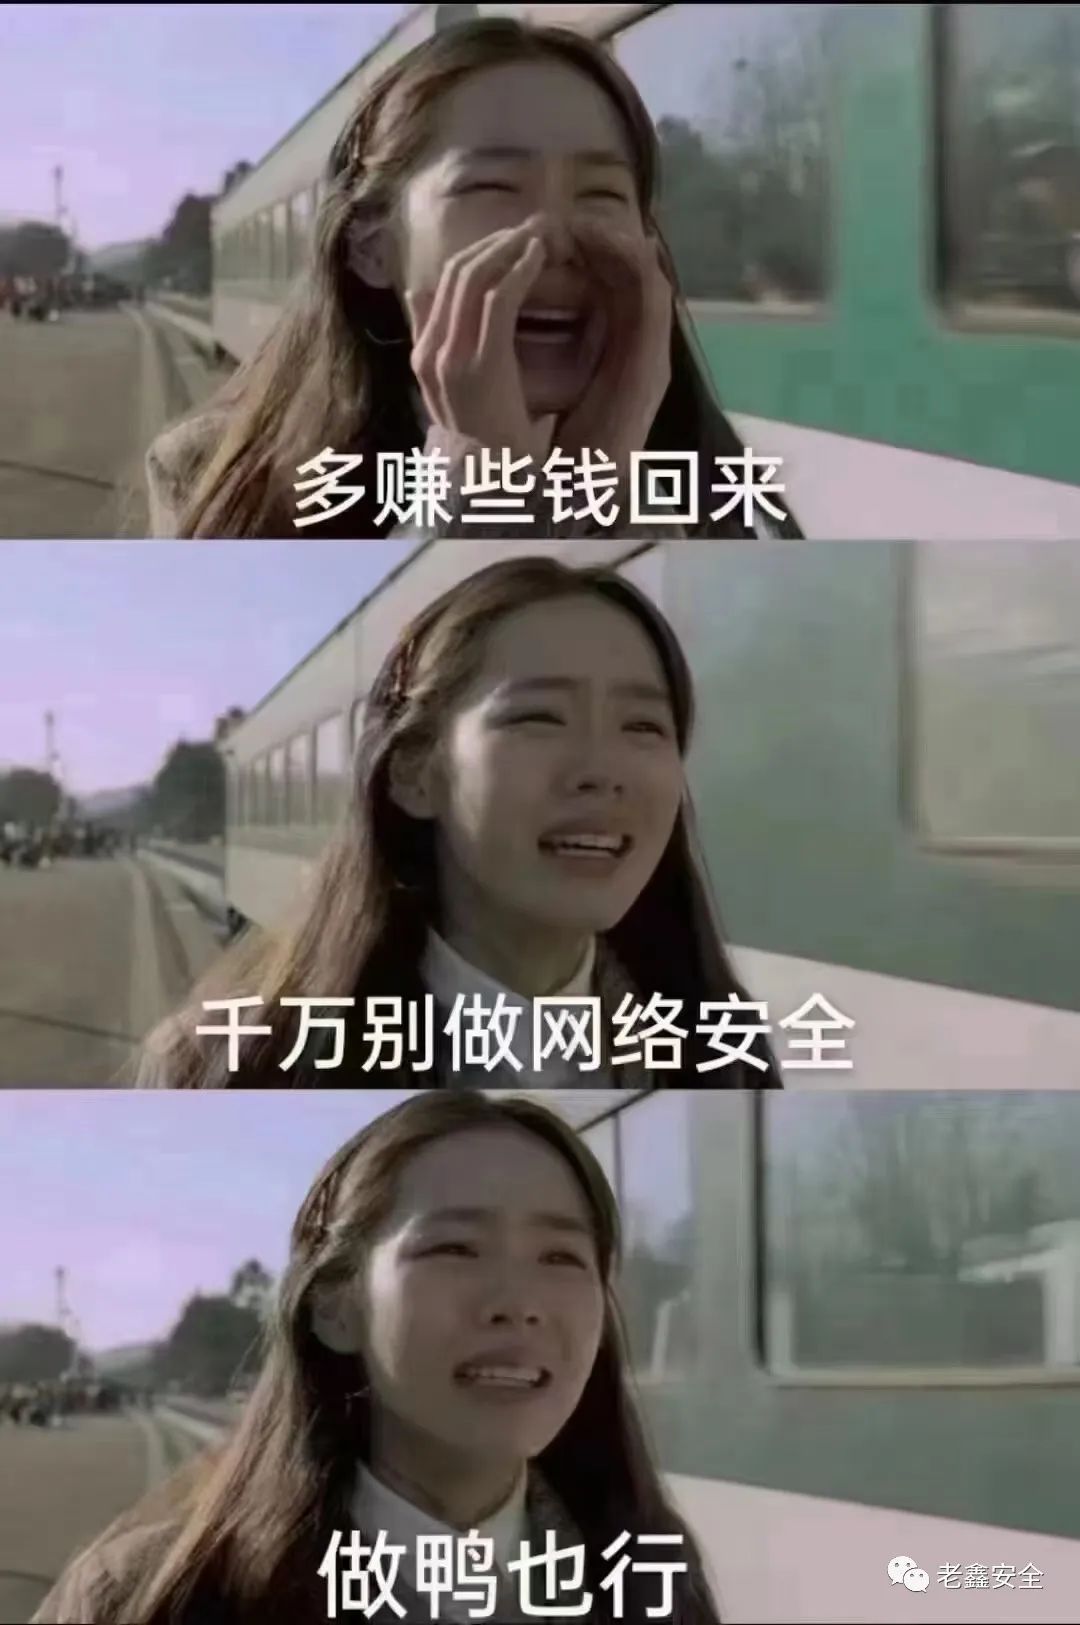 多赚些钱回来
千万别做网络安全
做鸭也行
老鑫安全